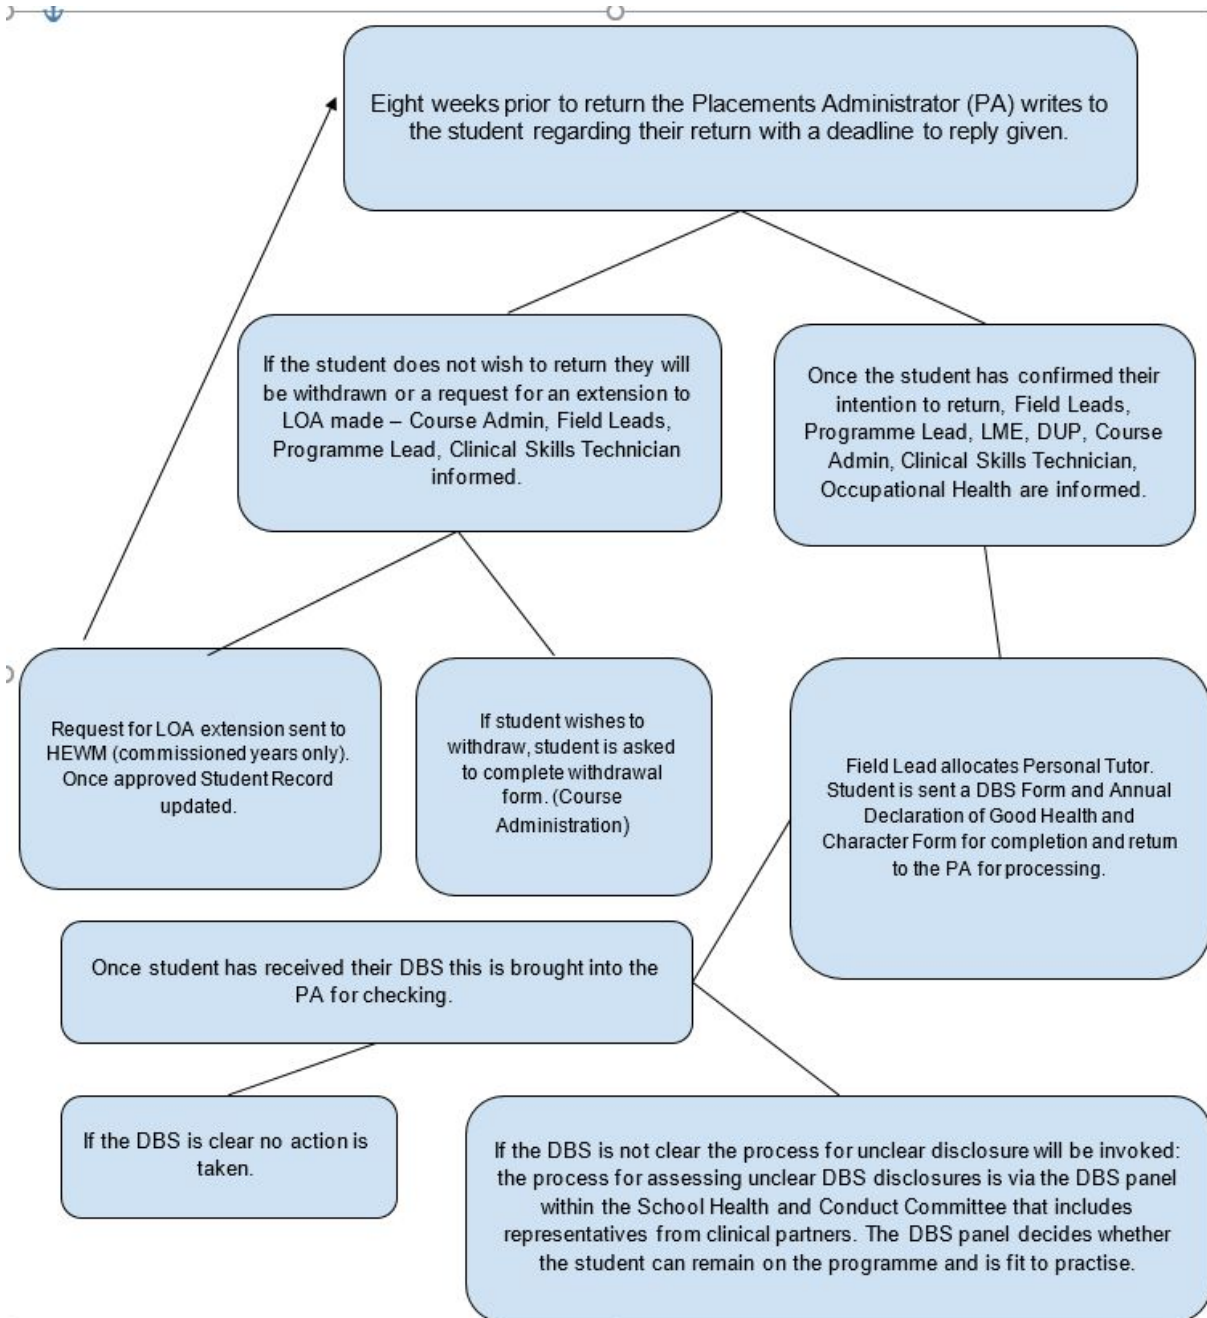 Eight weeks prior to return the Placements Administrator (PA) writes to
the student regarding their return with a deadline to reply given.
If the student does not wish to return they will
be withdrawn or a request for an extension to
LOA made – Course Admin, Field Leads,
Programme Lead, Clinical Skills Technician
informed.
Once the student has confirmed their
intention to return, Field Leads,
Programme Lead, LME, DUP, Course
Admin, Clinical Skills Technician,
Occupational Health are informed.
Request for LOA extension sent to
HEWM (commissioned years only).
Once approved Student Record
updated.
If student wishes to
withdraw, student is asked
to complete withdrawal
form. (Course
Administration)
Field Lead allocates Personal Tutor.
Student is sent a DBS Form and Annual
Declaration of Good Health and
Character Form for completion and return
to the PA for processing.
Once student has received their DBS this is brought into the
PA for checking.
If the DBS is clear no action is
taken.
If the DBS is not clear the process for unclear disclosure will be invoked:
the process for assessing unclear DBS disclosures is via the DBS panel
within the School Health and Conduct Committee that includes
representatives from clinical partners. The DBS panel decides whether
the student can remain on the programme and is fit to practise.